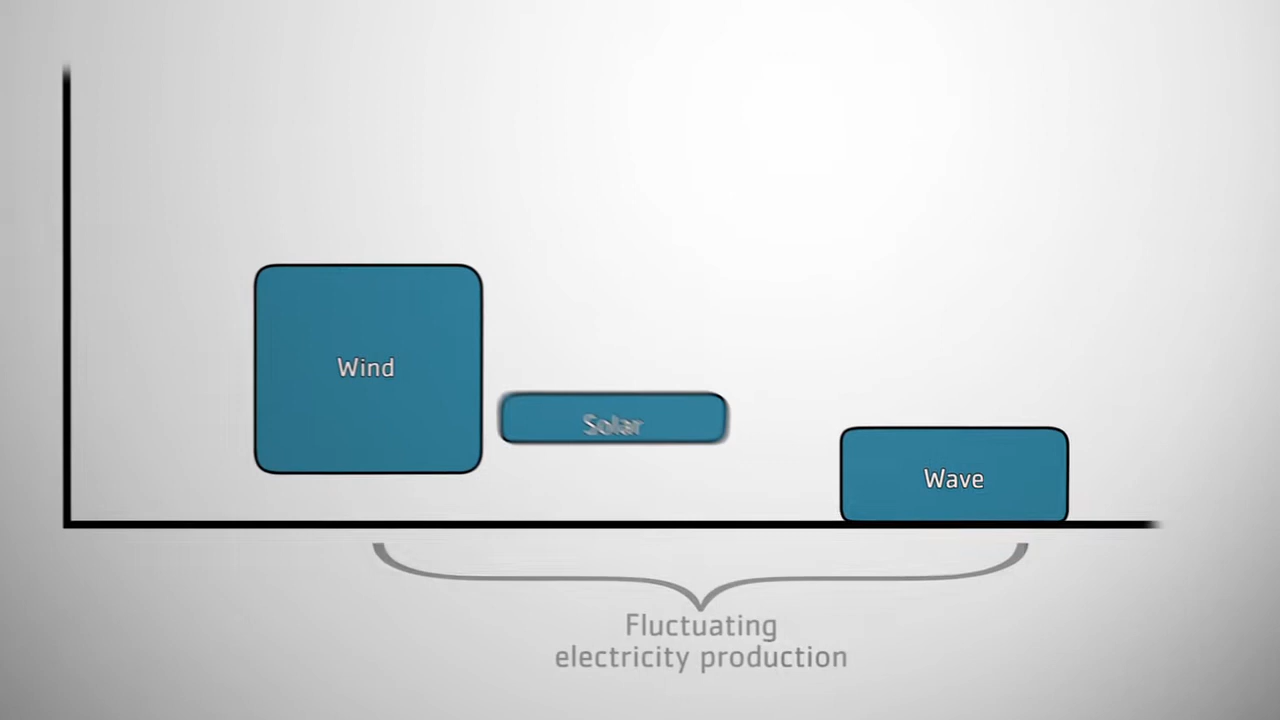 Wind
Solar
Wave
Fluctuating
electricity production